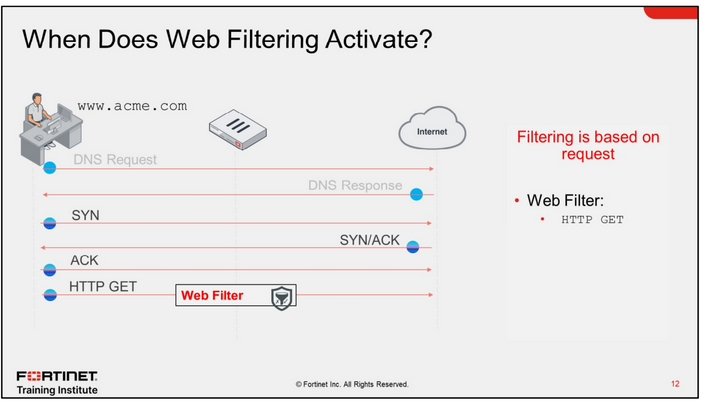 When Does Web Filtering Activate?
www.acme.com
Internet
DNS Request
DNS Response
SYN
SYN/ACK
ACK
HTTP GET
Web Filter
Filtering is based on
request
• Web Filter:
• HTTP GET
FORTINET
Training Institute
© Fortinet Inc. All Rights Reserved.
12